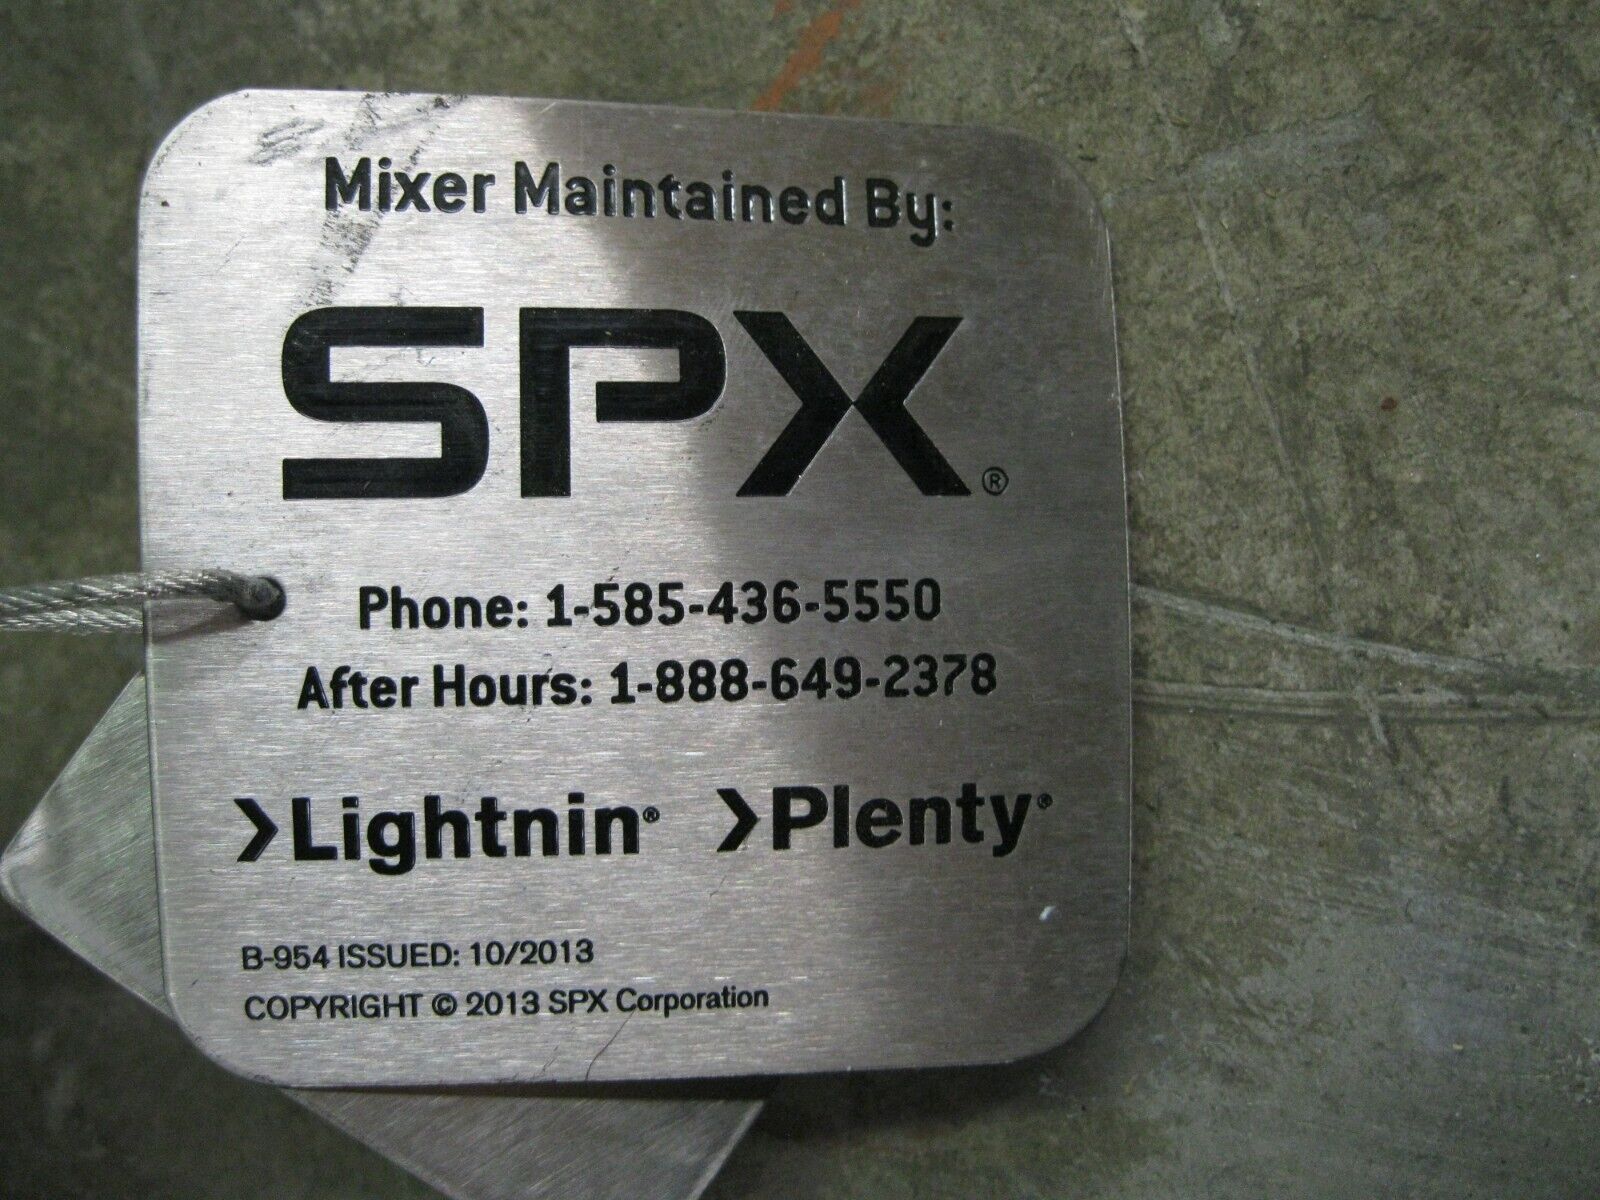 Mixer Maintained By:
SPX®
Phone: 1-585-436-5550
After Hours: 1-888-649-2378
>Lightnin® >Plenty®
B-954 ISSUED: 10/2013
COPYRIGHT © 2013 SPX Corporation